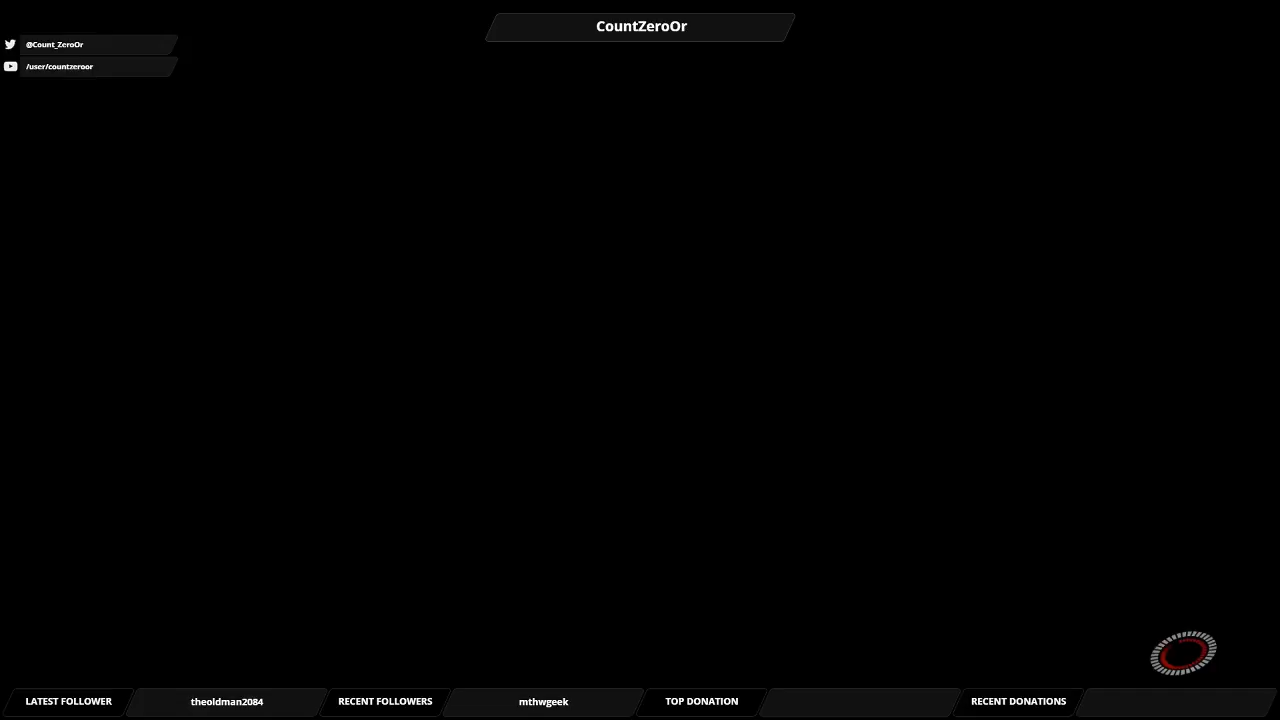 CountZeroOr
@Count_ZeroOr
/user/countzeroor
LATEST FOLLOWER theoldman2084 RECENT FOLLOWERS mthwgeek TOP DONATION RECENT DONATIONS